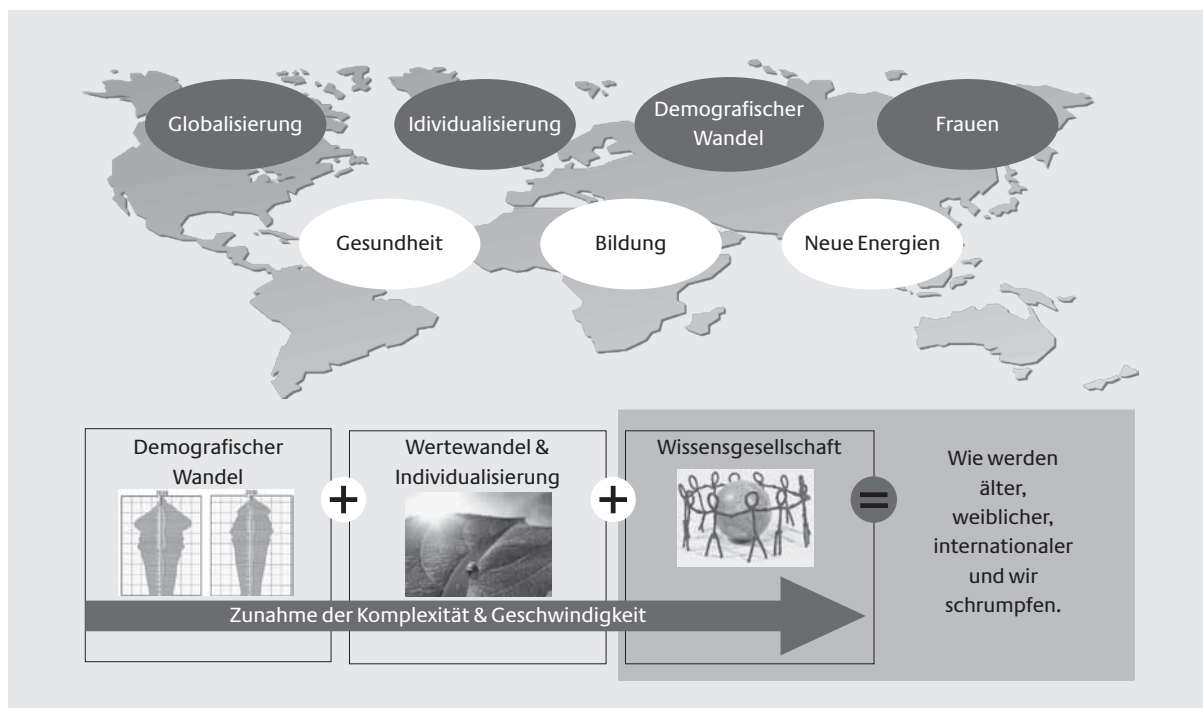 Globalisierung
Idividualisierung
Demografischer
Wandel
Frauen
Gesundheit
Bildung
Neue Energien
Demografischer
Wandel
Wertewandel &
Individualisierung
Wissensgesellschaft
+
+
=
Wie werden
älter,
weiblicher,
internationaler
und wir
schrumpfen.
Zunahme der Komplexität & Geschwindigkeit